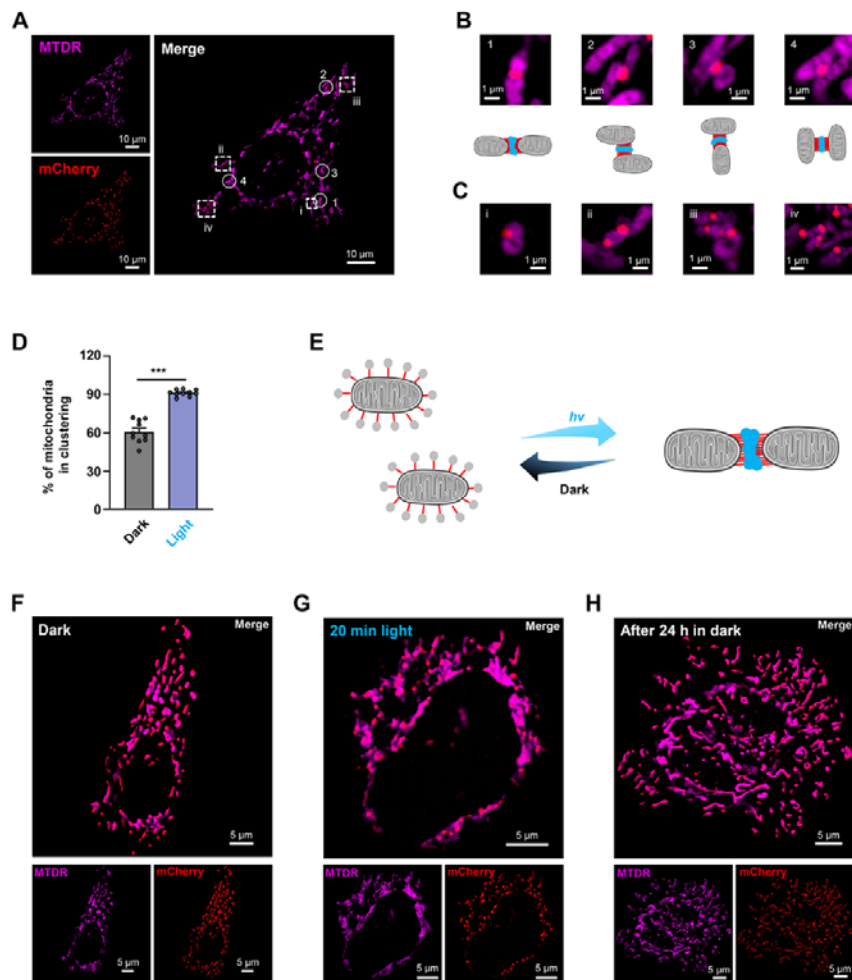 A
MTDR
10 µm
mCherry
10 µm
Merge
2
iii
ii
4
3
i
1
iv
10 µm
B
1
1 µm
2
1 µm
3
1 µm
4
1 µm
C
i
1 µm
ii
1 µm
iii
1 µm
iv
1 µm
D
% of mitochondria
in clustering
120
90
60
30
0
***
Dark
Light
E
hv
Dark
F
Dark
Merge
5 µm
MTDR
5 µm
mCherry
5 µm
G
20 min light
Merge
5 µm
MTDR
5 µm
mCherry
5 µm
H
After 24 h in dark
Merge
5 µm
MTDR
5 µm
mCherry
5 µm